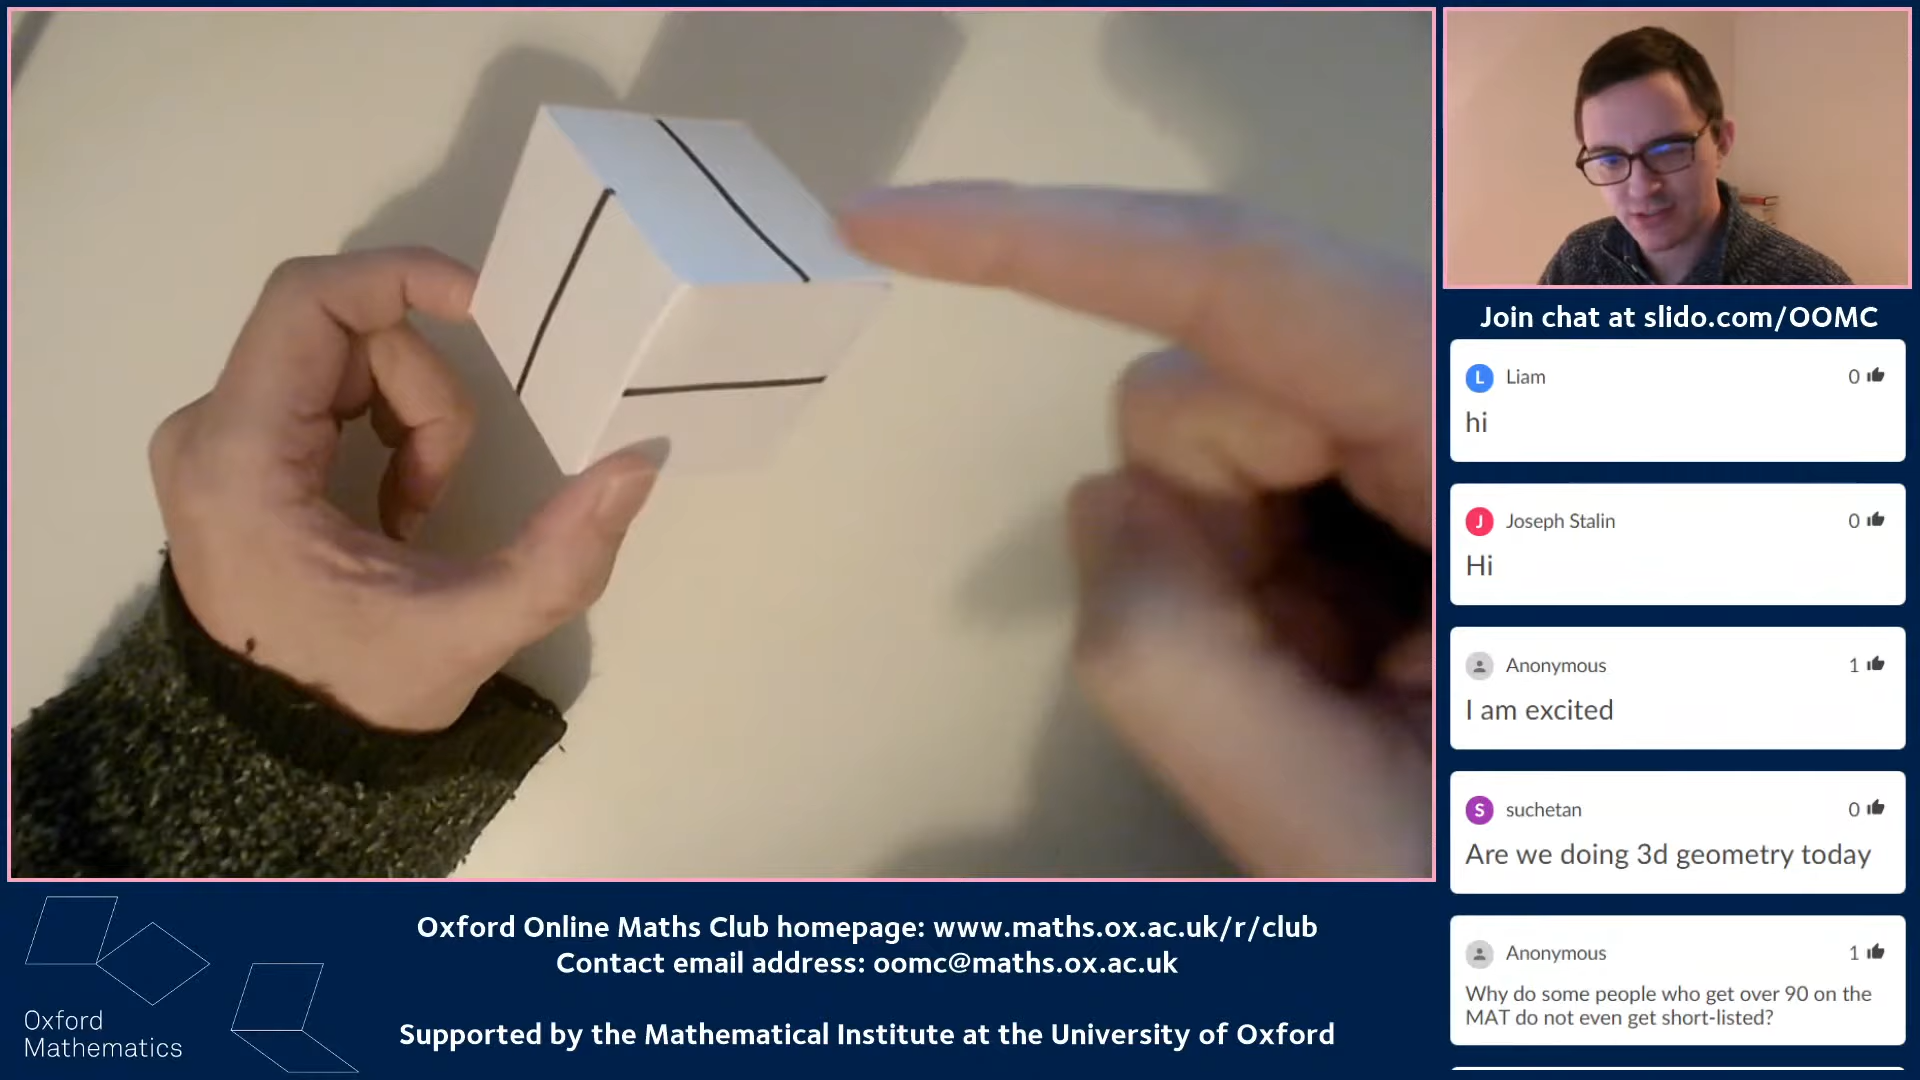 Join chat at slido.com/OOMC
L Liam 0
hi
J Joseph Stalin 0
Hi
Anonymous 1
I am excited
S suchetan 0
Are we doing 3d geometry today
Anonymous 1
Why do some people who get over 90 on the
MAT do not even get short-listed?
Oxford Online Maths Club homepage: www.maths.ox.ac.uk/r/club
Contact email address: oomc@maths.ox.ac.uk
Supported by the Mathematical Institute at the University of Oxford
Oxford
Mathematics